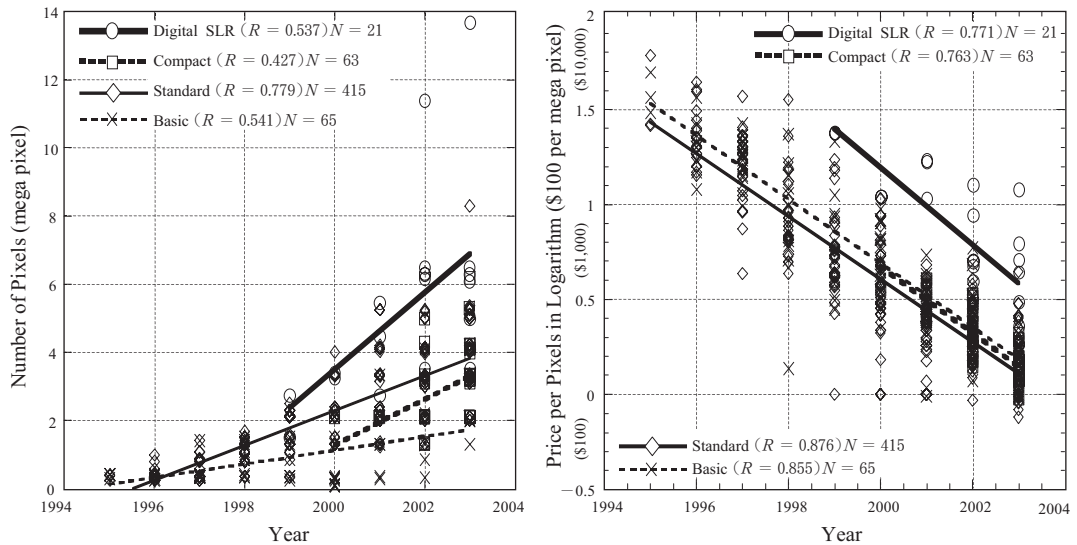 14
12
10
8
6
4
2
0
Number of Pixels (mega pixel)
Digital SLR (R = 0.537)N = 21
Compact (R = 0.427)N = 63
Standard (R = 0.779)N = 415
Basic (R = 0.541)N = 65
1994
1996
1998
2000
2002
2004
Year
2
1.5
1
0.5
0
−0.5
Price per Pixels in Logarithm ($100 per mega pixel)
($10,000)
($1,000)
($100)
Digital SLR (R = 0.771)N = 21
Compact (R = 0.763)N = 63
Standard (R = 0.876)N = 415
Basic (R = 0.855)N = 65
1994
1996
1998
2000
2002
2004
Year